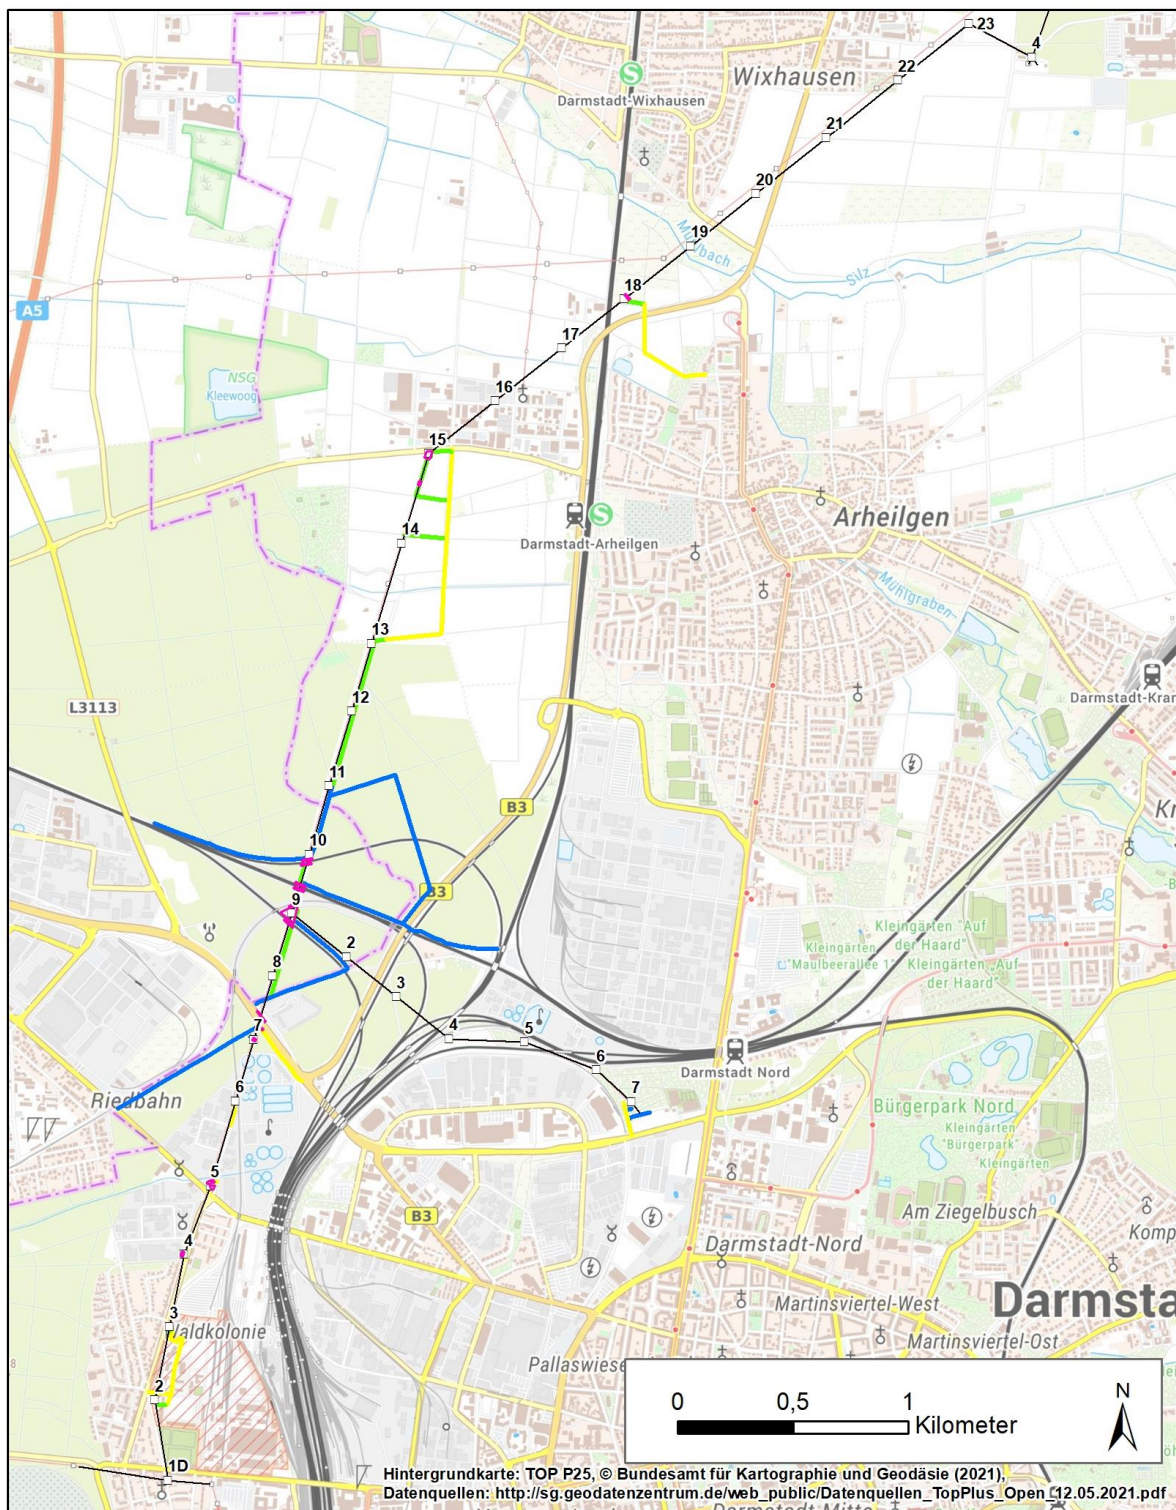 23
4
Wixhausen
22
S
Darmstadt-Wixhausen
21
20
19
Mühlbach
Silz
18
A5
17
NSG
Kleewoog
16
15
Arheilgen
S
14
Darmstadt-Arheilgen
Mühlgraben
13
Darmstadt-Kran
12
L3113
11
B3
10
B3
9
Kleingärten "Auf
der Haard"
Kleingärten
"Maulbeerallee 1"
Kleingärten "Auf
der Haard"
2
8
3
7
4
5
6
Darmstadt Nord
7
6
Riedbahn
Bürgerpark Nord
Kleingärten
"Bürgerpark"
Kleingärten
5
B3
Am Ziegelbusch
4
Darmstadt-Nord
Komp
3
Waldkolonie
Martinsviertel-West
Darmsta
Martinsviertel-Ost
8
2
0
0,5
1
Kilometer
N
1D
Hintergrundkarte: TOP P25, © Bundesamt für Kartographie und Geodäsie (2021),
Datenquellen: http://sg.geodatenzentrum.de/web_public/Datenquellen_TopPlus_Open_12.05.2021.pdf
Darmstadt-Mitte